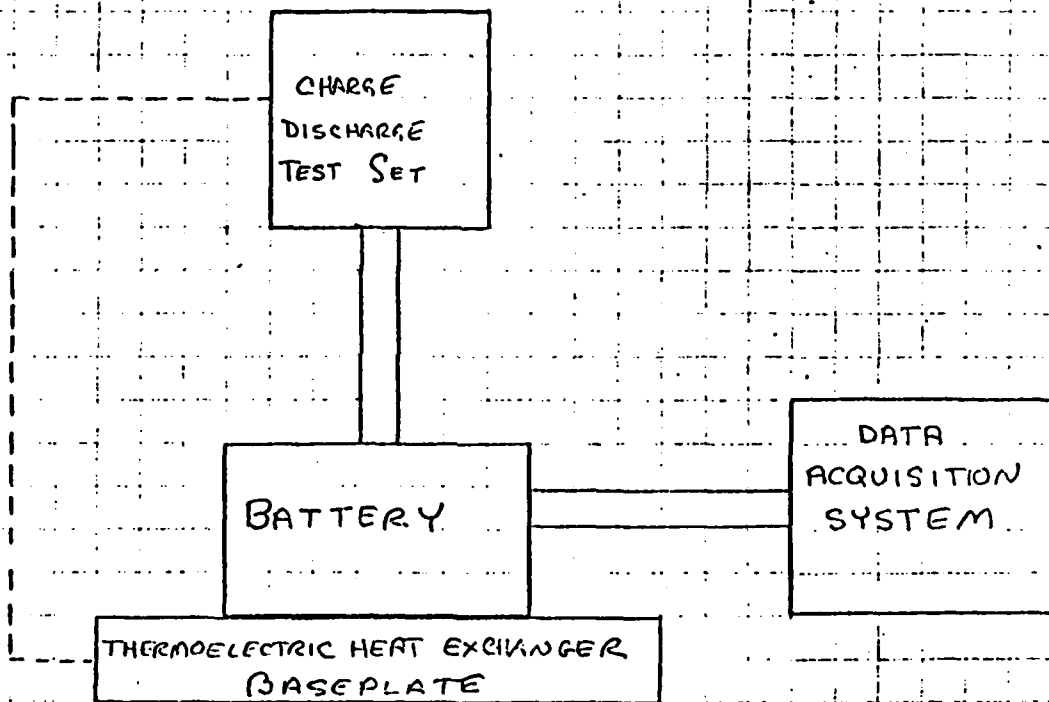 CHARGE
DISCHARGE
TEST SET
BATTERY
DATA
ACQUISITION
SYSTEM
THERMOELECTRIC HEAT EXCHANGER
BASEPLATE